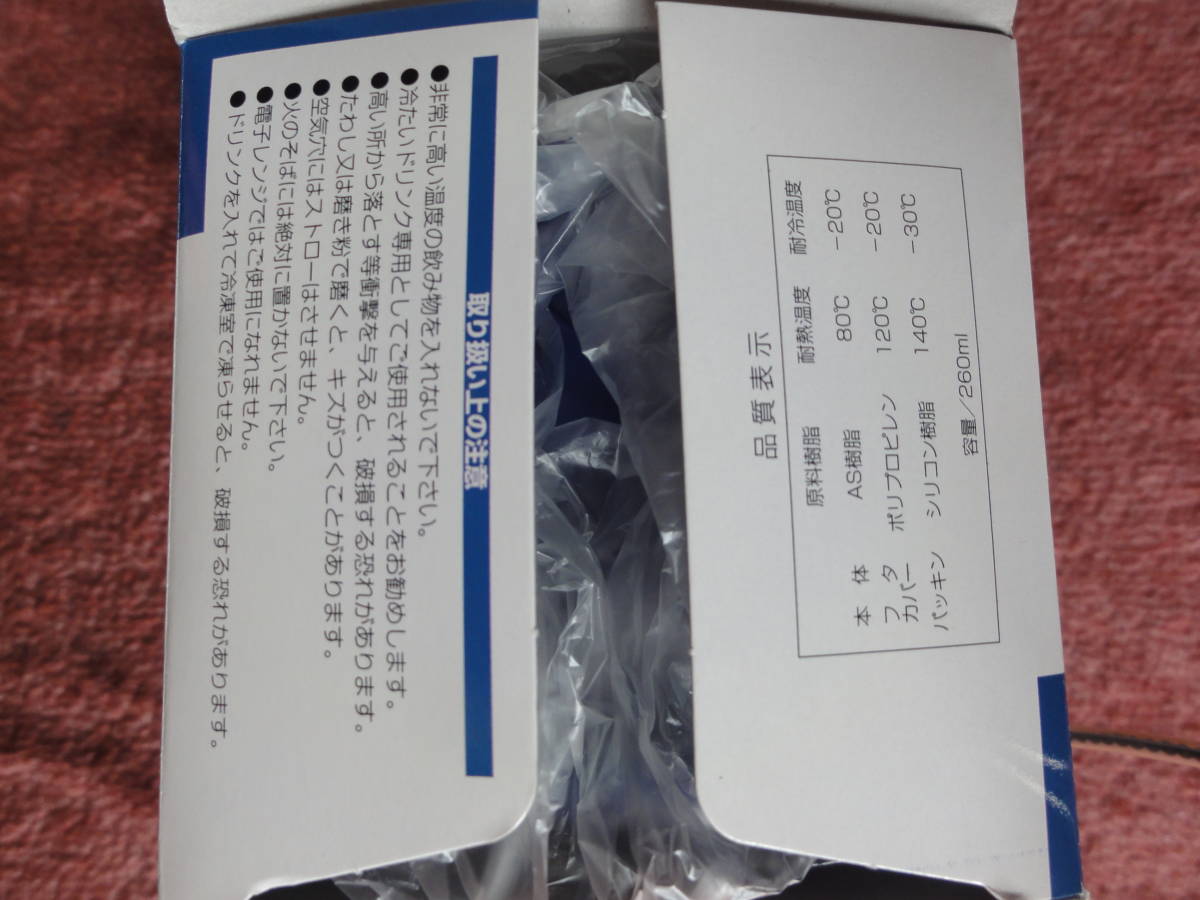 取り扱い上の注意
●非常に高い温度の飲み物を入れないで下さい。
●冷たいドリンク専用としてご使用されることをお勧めします。
●高い所から落とす等衝撃を与えると、破損する恐れがあります。
●たわし又は磨き粉で磨くと、キズがつくことがあります。
●空気穴にはストローはさせません。
●火のそばには絶対に置かないで下さい。
●電子レンジではご使用になれません。
●ドリンクを入れて冷凍室で凍らせると、破損する恐れがあります。
品質表示
原料樹脂 耐熱温度 耐冷温度
本体 AS樹脂 80℃ −20℃
フタ
カバー ポリプロピレン 120℃ −20℃
パッキン シリコン樹脂 140℃ −30℃
容量/260ml